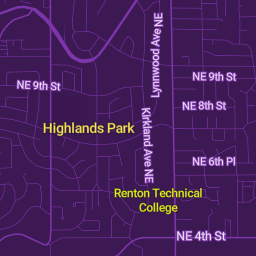 Lynnwood Ave NE
NE 9th St
NE 9th St
NE 8th St
Kirkland Ave NE
Highlands Park
NE 6th Pl
Renton Technical
College
NE 4th St